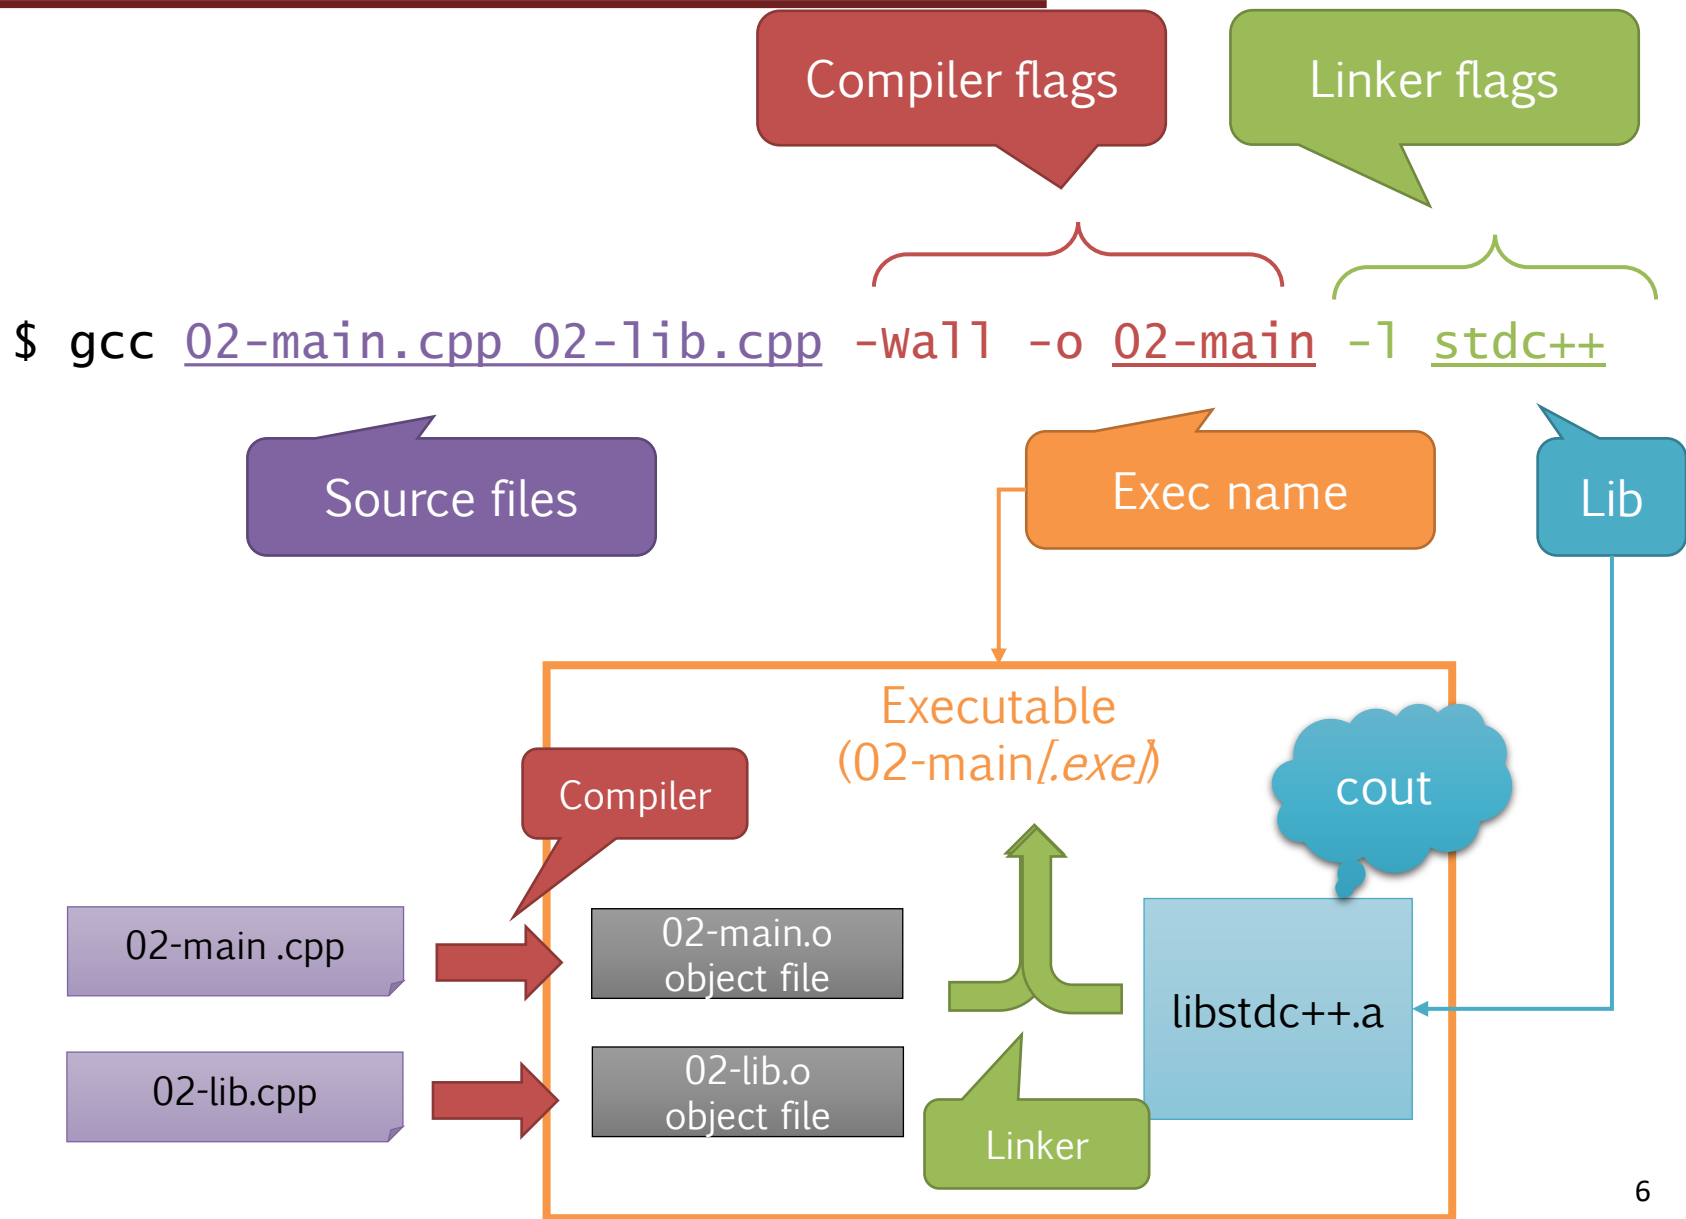 Compiler flags
Linker flags
$ gcc 02-main.cpp 02-lib.cpp -Wall -o 02-main -l stdc++
Source files
Exec name
Lib
Executable
(02-main[.exe])
Compiler
cout
02-main .cpp
02-main.o
object file
libstdc++.a
02-lib.cpp
02-lib.o
object file
Linker
6